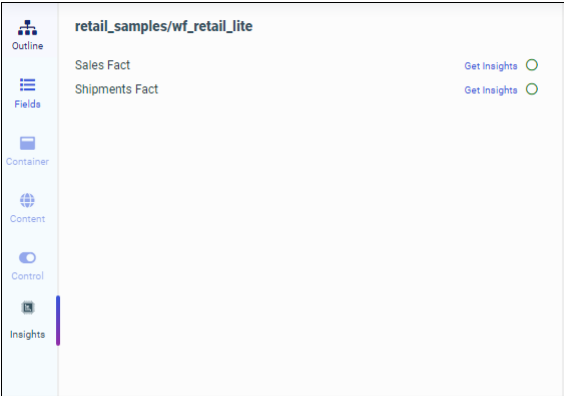 Outline
Fields
Container
Content
Control
Insights
retail_samples/wf_retail_lite
Sales Fact Get Insights
Shipments Fact Get Insights